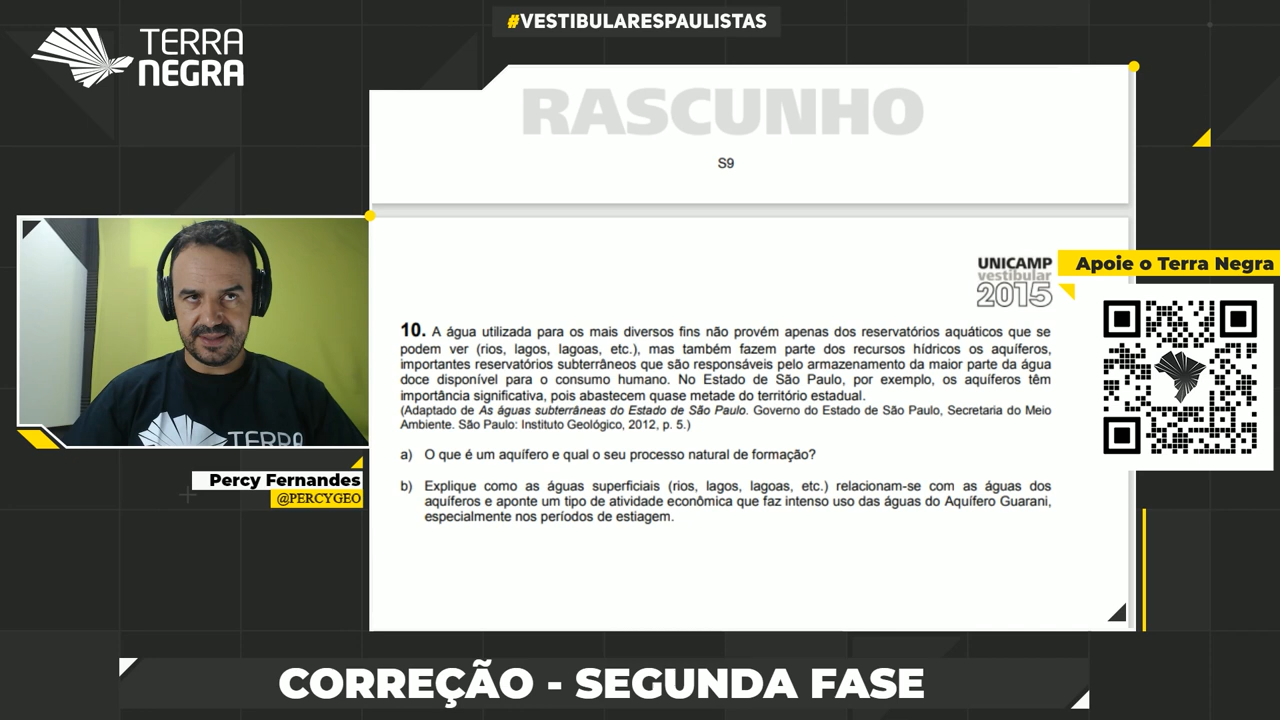 #VESTIBULARESPAULISTAS
TERRA
NEGRA
RASCUNHO
S9
UNICAMP
vestibular
2015
Apoie o Terra Negra
10. A água utilizada para os mais diversos fins não provém apenas dos reservatórios aquáticos que se
podem ver (rios, lagos, lagoas, etc.), mas também fazem parte dos recursos hídricos os aquíferos,
importantes reservatórios subterrâneos que são responsáveis pelo armazenamento da maior parte da água
doce disponível para o consumo humano. No Estado de São Paulo, por exemplo, os aquíferos têm
importância significativa, pois abastecem quase metade do território estadual.
(Adaptado de As águas subterrâneas do Estado de São Paulo. Governo do Estado de São Paulo, Secretaria do Meio
Ambiente. São Paulo: Instituto Geológico, 2012, p. 5.)
a) O que é um aquífero e qual o seu processo natural de formação?
b) Explique como as águas superficiais (rios, lagos, lagoas, etc.) relacionam-se com as águas dos
aquíferos e aponte um tipo de atividade econômica que faz intenso uso das águas do Aquífero Guarani,
especialmente nos períodos de estiagem.
TERRA
Percy Fernandes
@PERCYGEO
CORREÇÃO - SEGUNDA FASE